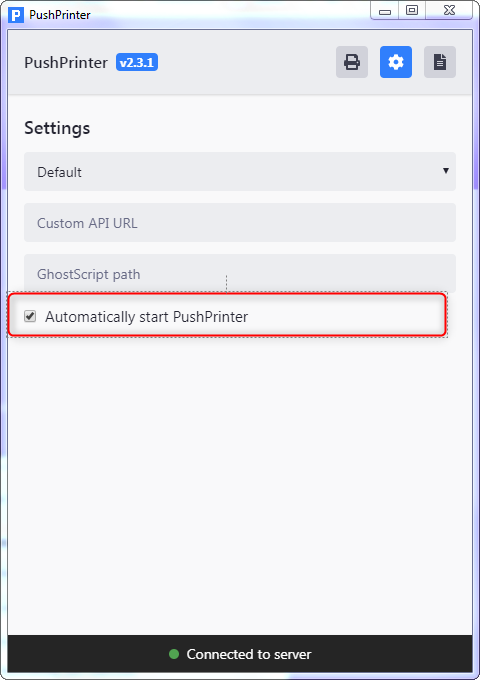 PushPrinter
PushPrinter v2.3.1
Settings
Default
Custom API URL
GhostScript path
Automatically start PushPrinter
Connected to server